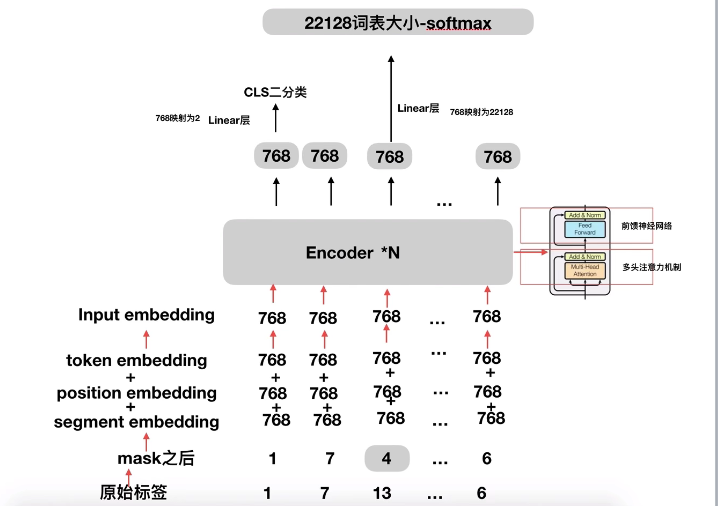 22128词表大小-softmax
CLS二分类
768映射为2 Linear层
Linear层 768映射为22128
768 768 768 768
...
Encoder *N
Add & Norm
Feed
Forward
前馈神经网络
Add & Norm
Multi-Head
Attention
多头注意力机制
Input embedding 768 768 768 ... 768
token embedding 768 768 768 ... 768
+ + + + +
position embedding 768 768 768 ... 768
+ + + + +
segment embedding 768 768 768 ... 768
mask之后 1 7 4 ... 6
原始标签 1 7 13 ... 6